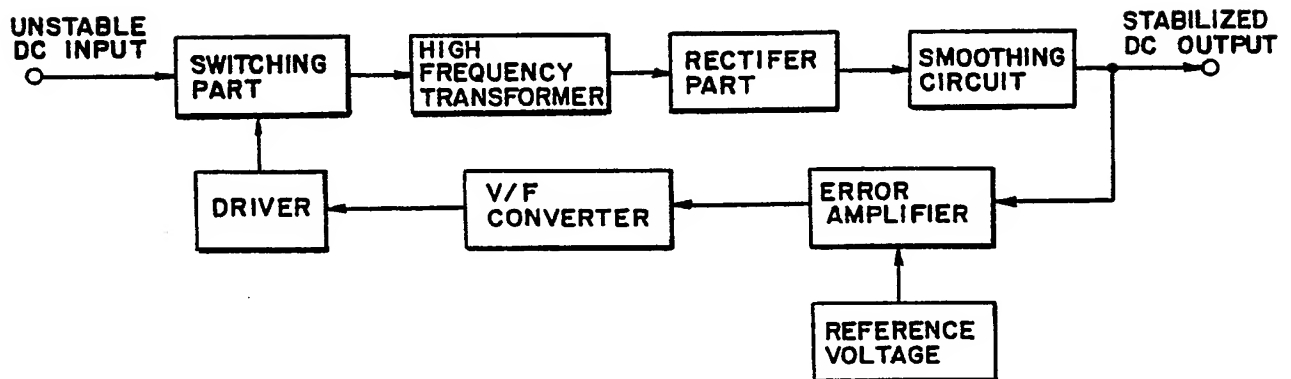 UNSTABLE
DC INPUT
SWITCHING
PART
HIGH
FREQUENCY
TRANSFORMER
RECTIFER
PART
SMOOTHING
CIRCUIT
STABILIZED
DC OUTPUT
DRIVER
V/F
CONVERTER
ERROR
AMPLIFIER
REFERENCE
VOLTAGE